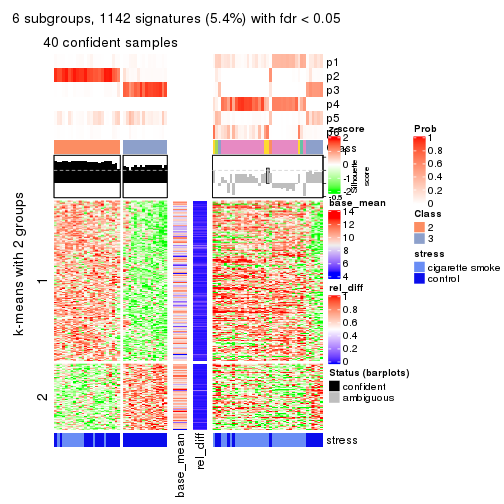 6 subgroups, 1142 signatures (5.4%) with fdr < 0.05
40 confident samples
p1
p2
p3
p4
p5
z-score
2
0
-2
Silhouette
score
Prob
1
0.8
0.6
0.4
0.2
0
Class
2
3
stress
cigarette smoke
control
base_mean
14
12
10
8
6
4
rel_diff
1
0.8
0.6
0.4
0.2
0
Status (barplots)
confident
ambiguous
k-means with 2 groups
1
2
stress
base_mean
rel_diff